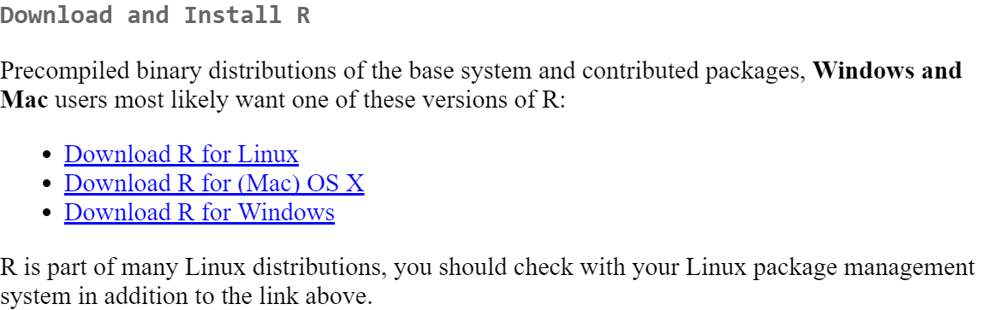 Download and Install R
Precompiled binary distributions of the base system and contributed packages, Windows and
Mac users most likely want one of these versions of R:
• Download R for Linux
• Download R for (Mac) OS X
• Download R for Windows
R is part of many Linux distributions, you should check with your Linux package management
system in addition to the link above.